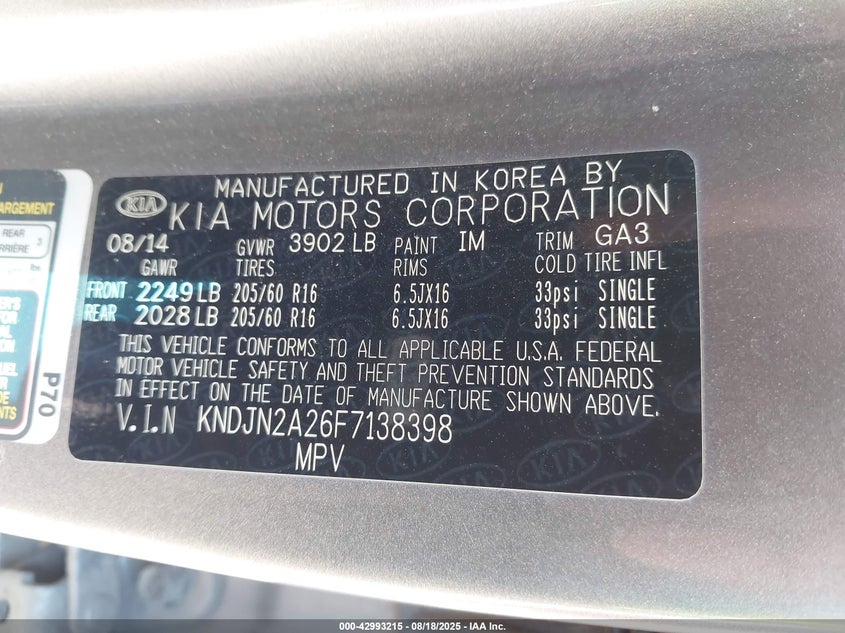 ARGEMENT
REAR
ARRIÈRE 3
P70
KIA
MANUFACTURED IN KOREA BY
KIA MOTORS CORPORATION
08/14 GVWR 3902 LB PAINT IM TRIM GA3
GAWR TIRES RIMS COLD TIRE INFL
FRONT 2249 LB 205/60 R16 6.5JX16 33psi SINGLE
REAR 2028 LB 205/60 R16 6.5JX16 33psi SINGLE
THIS VEHICLE CONFORMS TO ALL APPLICABLE U.S.A. FEDERAL
MOTOR VEHICLE SAFETY AND THEFT PREVENTION STANDARDS
IN EFFECT ON THE DATE OF MANUFACTURE SHOWN ABOVE.
V.I.N KNDJN2A26F7138398
MPV
000-42993215 - 08/18/2025 - IAA Inc.